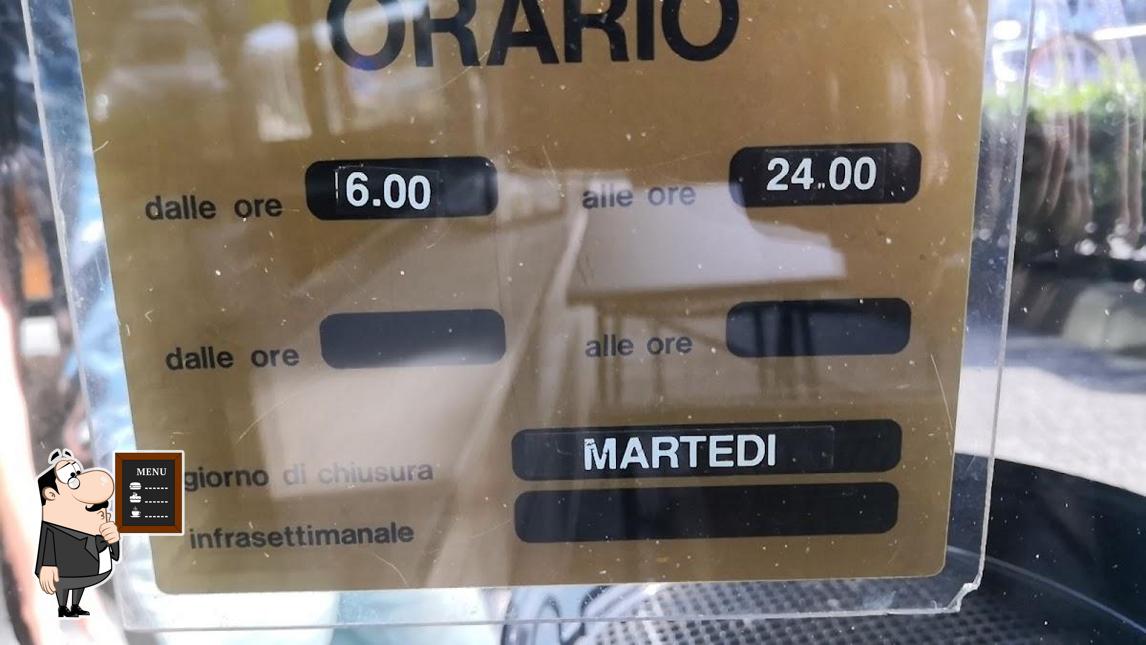 ORARIO
dalle ore 6.00 alle ore 24.00
dalle ore alle ore
giorno di chiusura MARTEDI
infrasettimanale
MENU